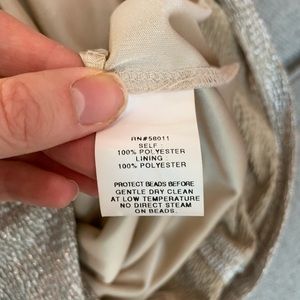 RN#58011
SELF:
100% POLYESTER
LINING:
100% POLYESTER
PROTECT BEADS BEFORE
GENTLE DRY CLEAN
AT LOW TEMPERATURE
NO DIRECT STEAM
ON BEADS.